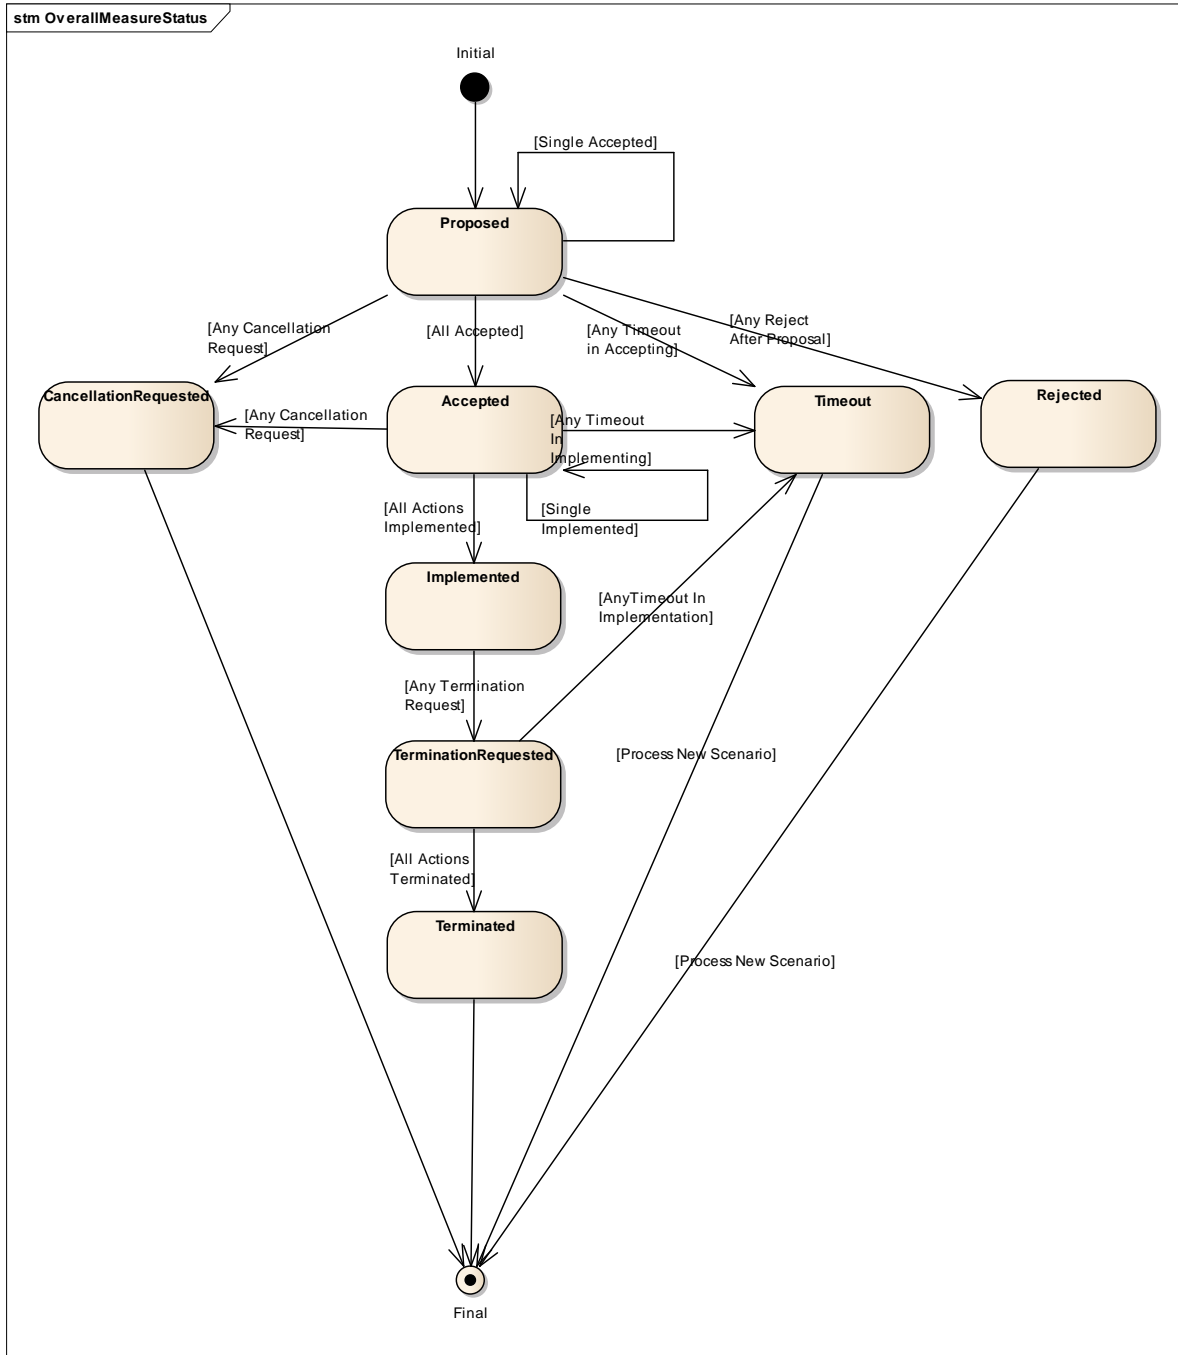 stm OverallMeasureStatus
Initial
[Single Accepted]
Proposed
[Any Cancellation
Request]
[All Accepted]
[Any Timeout
in Accepting]
[Any Reject
After Proposal]
CancellationRequested
Accepted
Timeout
Rejected
[Any Cancellation
Request]
[Any Timeout
In
Implementing]
[All Actions
Implemented]
[Single
Implemented]
Implemented
[AnyTimeout In
Implementation]
[Any Termination
Request]
TerminationRequested
[Process New Scenario]
[All Actions
Terminated]
Terminated
[Process New Scenario]
Final